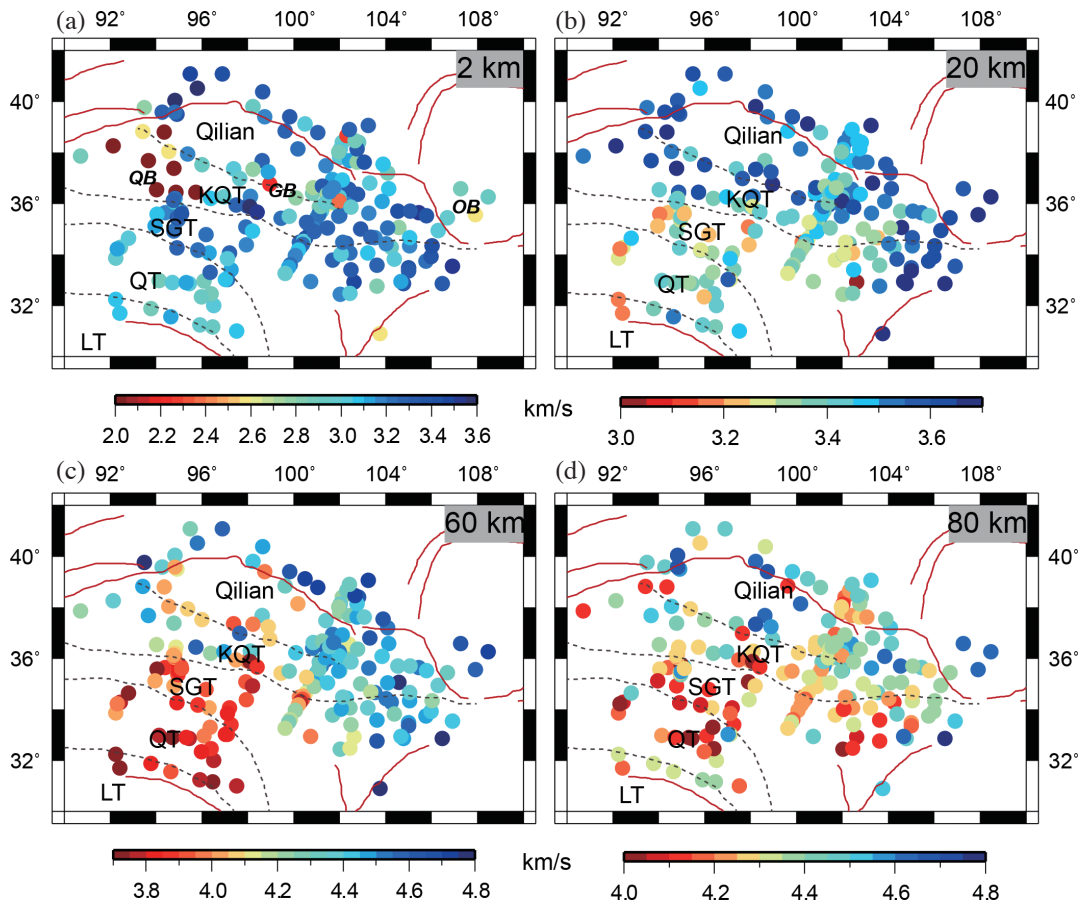 (a) 92° 96° 100° 104° 108° (b) 92° 96° 100° 104° 108°
2 km 20 km
40° 40°
Qilian Qilian
QB GB
KQT KQT
36° OB 36°
SGT SGT
QT QT
32° 32°
LT LT
km/s
2.0 2.2 2.4 2.6 2.8 3.0 3.2 3.4 3.6 3.0 3.2 3.4 3.6
(c) 92° 96° 100° 104° 108° (d) 92° 96° 100° 104° 108°
60 km 80 km
40° 40°
Qilian Qilian
36° KQT KQT 36°
SGT SGT
QT QT
32° 32°
LT LT
km/s
3.8 4.0 4.2 4.4 4.6 4.8 4.0 4.2 4.4 4.6 4.8